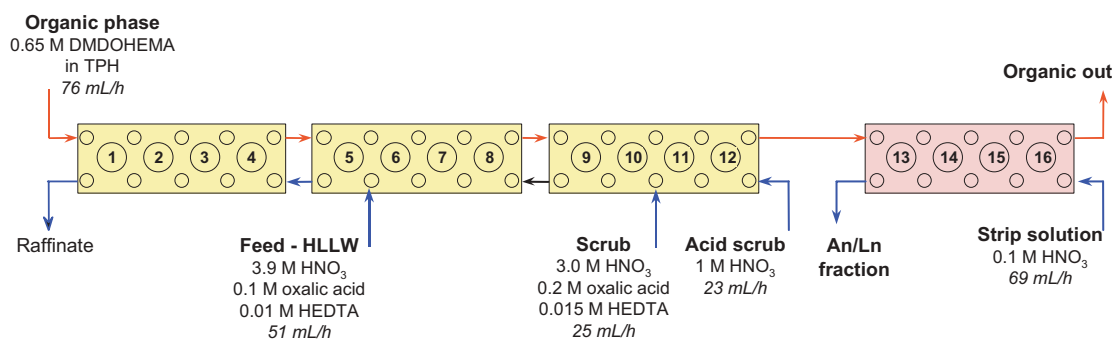 Organic phase
0.65 M DMDOHEMA
in TPH
76 mL/h
Organic out
1 2 3 4
5 6 7 8
9 10 11 12
13 14 15 16
Raffinate
Feed - HLLW
3.9 M HNO₃
0.1 M oxalic acid
0.01 M HEDTA
51 mL/h
Scrub
3.0 M HNO₃
0.2 M oxalic acid
0.015 M HEDTA
25 mL/h
Acid scrub
1 M HNO₃
23 mL/h
An/Ln
fraction
Strip solution
0.1 M HNO₃
69 mL/h